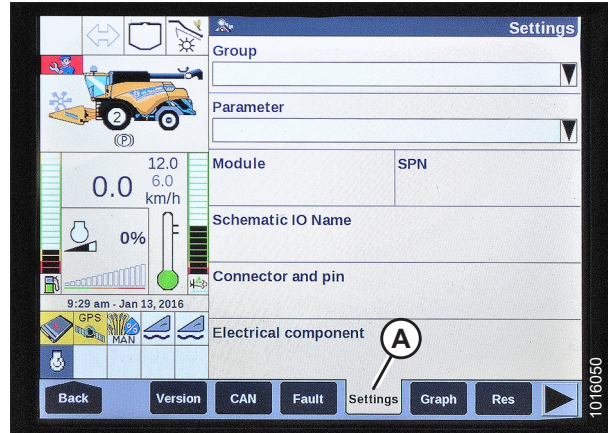 Settings
Group
Parameter
2
(P)
12.0
6.0
0.0
km/h
Module
SPN
Schematic IO Name
0%
Connector and pin
9:29 am - Jan 13, 2016
GPS
%
MAN
Electrical component
A
Back
Version
CAN
Fault
Settings
Graph
Res
1016050